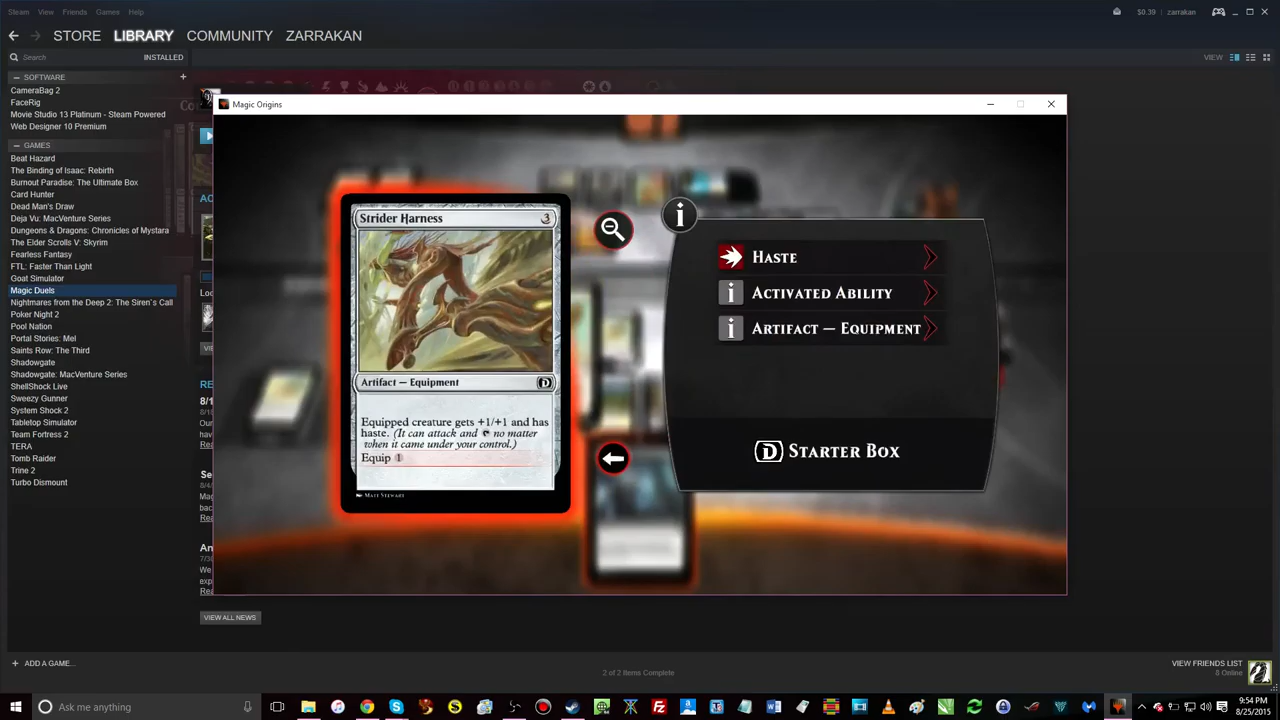 Steam View Friends Games Help
$0.39 zarrakan
STORE LIBRARY COMMUNITY ZARRAKAN
Search INSTALLED
VIEW
SOFTWARE
CameraBag 2
FaceRig
Movie Studio 13 Platinum - Steam Powered
Web Designer 10 Premium
GAMES
Beat Hazard
The Binding of Isaac: Rebirth
Burnout Paradise: The Ultimate Box
Card Hunter
Dead Man's Draw
Deja Vu: MacVenture Series
Dungeons & Dragons: Chronicles of Mystara
The Elder Scrolls V: Skyrim
Fearless Fantasy
FTL: Faster Than Light
Goat Simulator
Magic Duels
Nightmares from the Deep 2: The Siren`s Call
Poker Night 2
Pool Nation
Portal Stories: Mel
Saints Row: The Third
Shadowgate
Shadowgate: MacVenture Series
ShellShock Live
Sweezy Gunner
System Shock 2
Tabletop Simulator
Team Fortress 2
TERA
Tomb Raider
Trine 2
Turbo Dismount
Magic Origins
Strider Harness 3
Artifact — Equipment D
Equipped creature gets +1/+1 and has
haste. (It can attack and no matter
when it came under your control.)
Equip 1
Matt Stewart
Haste
Activated Ability
Artifact — Equipment
D Starter Box
VIEW ALL NEWS
ADD A GAME...
2 of 2 Items Complete
VIEW FRIENDS LIST
8 Online
Ask me anything
9:54 PM
8/25/2015